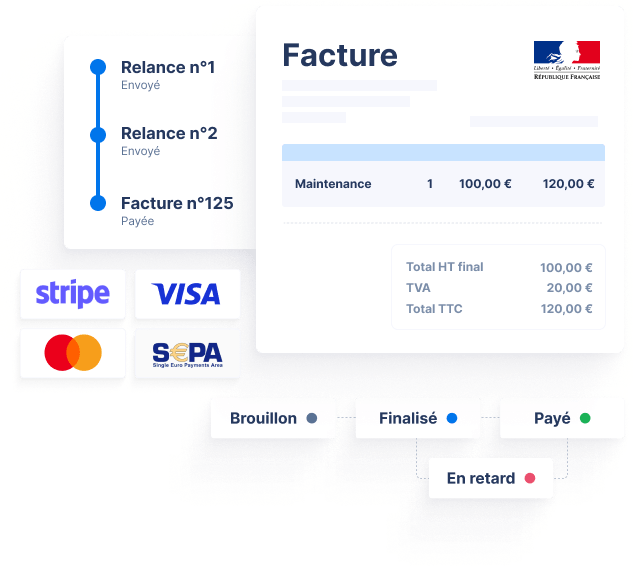 Relance n°1
Envoyé
Relance n°2
Envoyé
Facture n°125
Payée
Facture
Liberté • Égalité • Fraternité
RÉPUBLIQUE FRANÇAISE
Maintenance 1 100,00 € 120,00 €
Total HT final 100,00 €
TVA 20,00 €
Total TTC 120,00 €
stripe
VISA
S€PA
Single Euro Payments Area
Brouillon
Finalisé
Payé
En retard